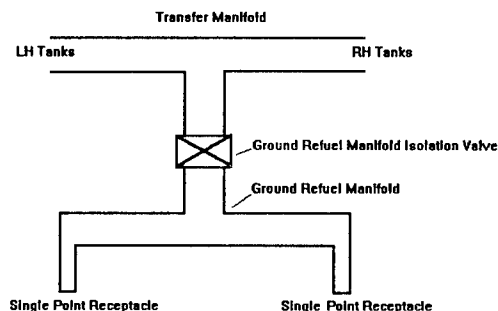 Transfer Manifold
LH Tanks
RH Tanks
Ground Refuel Manifold Isolation Valve
Ground Refuel Manifold
Single Point Receptacle
Single Point Receptacle